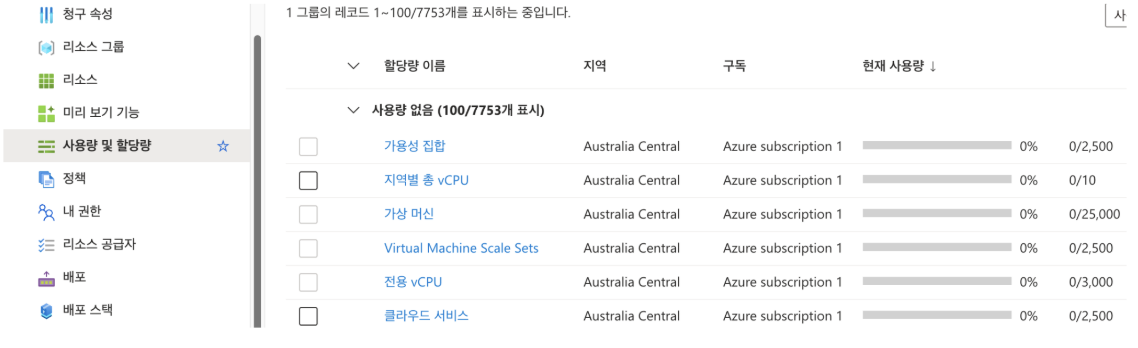 청구 속성
리소스 그룹
리소스
미리 보기 기능
사용량 및 할당량
정책
내 권한
리소스 공급자
배포
배포 스택
1 그룹의 레코드 1~100/7753개를 표시하는 중입니다.
할당량 이름 지역 구독 현재 사용량 ↓
사용량 없음 (100/7753개 표시)
가용성 집합 Australia Central Azure subscription 1 0% 0/2,500
지역별 총 vCPU Australia Central Azure subscription 1 0% 0/10
가상 머신 Australia Central Azure subscription 1 0% 0/25,000
Virtual Machine Scale Sets Australia Central Azure subscription 1 0% 0/2,500
전용 vCPU Australia Central Azure subscription 1 0% 0/3,000
클라우드 서비스 Australia Central Azure subscription 1 0% 0/2,500